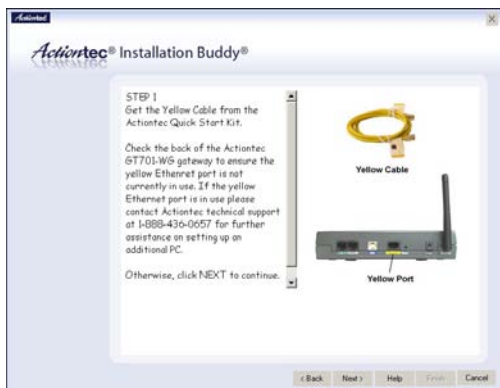 Actiontec
X
Actiontec® Installation Buddy®
STEP 1
Get the Yellow Cable from the
Actiontec Quick Start Kit.
Check the back of the Actiontec
GT701-WG gateway to ensure the
yellow Ethenret port is not
currently in use. If the yellow
Ethernet port is in use please
contact Actiontec technical support
at 1-888-436-0657 for further
assistance on setting up an
additional PC.
Otherwise, click NEXT to continue.
Yellow Cable
Yellow Port
< Back Next > Help Finish Cancel